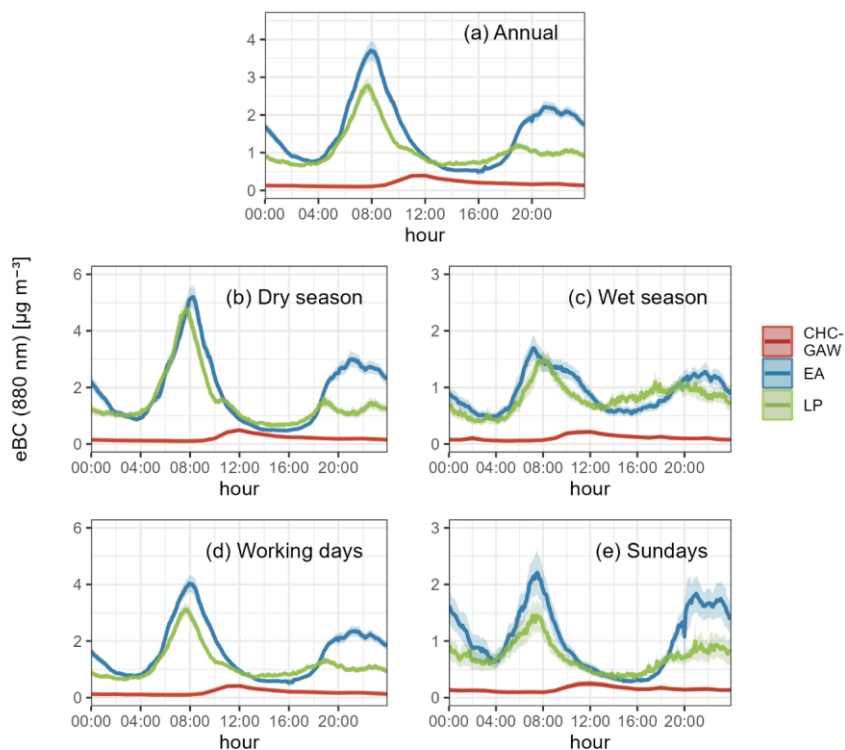 (a) Annual
4
3
2
1
0
00:00 04:00 08:00 12:00 16:00 20:00
hour
eBC (880 nm) [µg m⁻³]
(b) Dry season
6
4
2
0
00:00 04:00 08:00 12:00 16:00 20:00
hour
(c) Wet season
3
2
1
0
00:00 04:00 08:00 12:00 16:00 20:00
hour
CHC-
GAW
EA
LP
(d) Working days
6
4
2
0
00:00 04:00 08:00 12:00 16:00 20:00
hour
(e) Sundays
3
2
1
0
00:00 04:00 08:00 12:00 16:00 20:00
hour